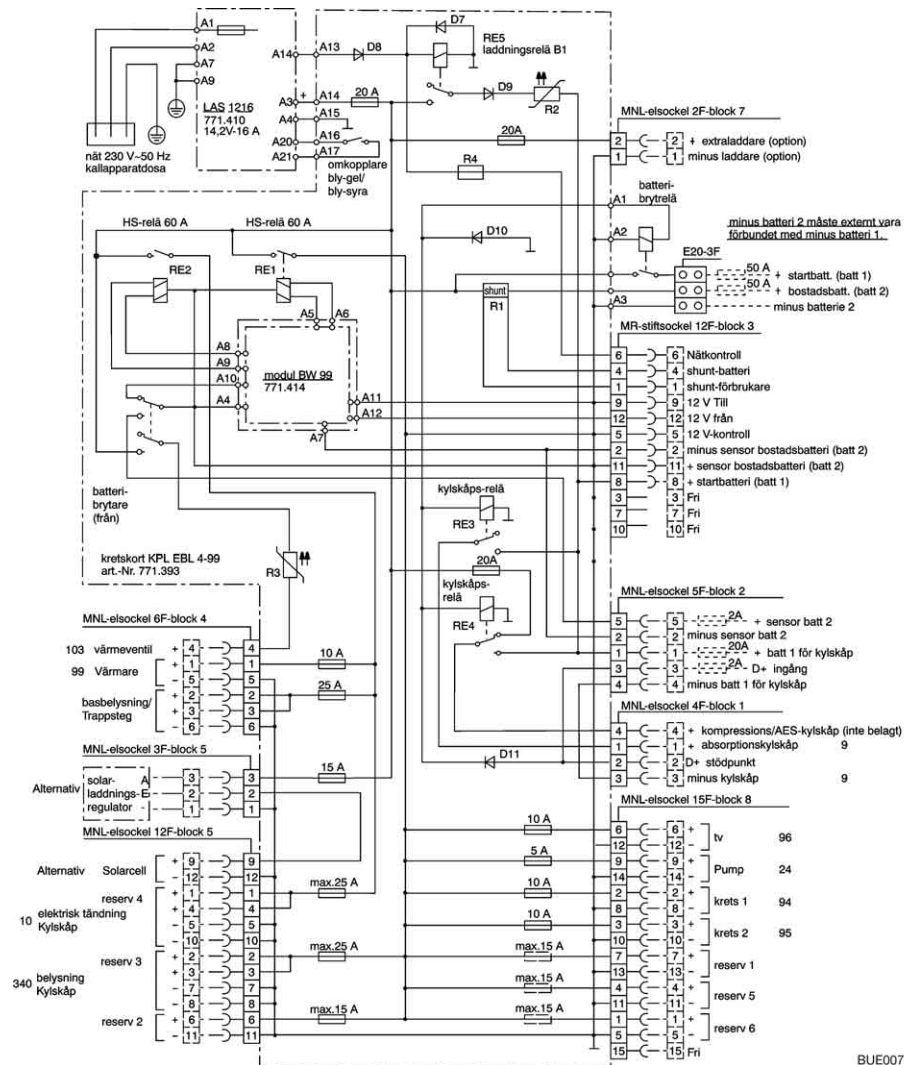 A1
A2
A7
A9
LAS 1216
771.410
14,2V-16 A
nät 230 V~50 Hz
kallapparatdosa
A14
A3
+
A4
A20
A21
A13
A14
A15
A16
A17
D8
D7
RE5
laddningsrelä B1
20 A
D9
R2
omkopplare
bly-gel/
bly-syra
R4
20A
MNL-elsockel 2F-block 7
2 2 + extraladdare (option)
1 1 minus laddare (option)
batteri-
brytrelä
A1
A2
A3
D10
minus batteri 2 måste externt vara
förbundet med minus batteri 1.
E20-3F
50 A + startbatt. (batt 1)
50 A + bostadsbatt. (batt 2)
minus batterie 2
HS-relä 60 A
HS-relä 60 A
RE2
RE1
A5
A6
shunt
R1
A8
A9
A10
A4
modul BW 99
771.414
A11
A12
A7
MR-stiftsockel 12F-block 3
6 6 Nätkontroll
4 4 shunt-batteri
1 1 shunt-förbrukare
9 9 12 V Till
12 12 12 V från
5 5 12 V-kontroll
2 2 minus sensor bostadsbatteri (batt 2)
11 11 + sensor bostadsbatteri (batt 2)
8 8 + startbatteri (batt 1)
3 3 Fri
7 7 Fri
10 10 Fri
batteri-
brytare
(från)
kretskort KPL EBL 4-99
art.-Nr. 771.393
R3
kylskåps-relä
RE3
20A
kylskåps-
relä
RE4
D11
MNL-elsockel 5F-block 2
5 5 2A + sensor batt 2
2 2 minus sensor batt 2
1 1 20A + batt 1 för kylskåp
3 3 2A D+ ingång
4 4 minus batt 1 för kylskåp
MNL-elsockel 4F-block 1
4 4 + kompressions/AES-kylskåp (inte belagt)
1 1 + absorptionskylskåp 9
2 2 D+ stödpunkt
3 3 minus kylskåp 9
MNL-elsockel 6F-block 4
103 värmeventil + 4 4
99 Värmare + 1 1 10 A
− 5 5
basbelysning/
Trappsteg
+ 2 2 25 A
+ 3 3
− 6 6
MNL-elsockel 3F-block 5
Alternativ
solar-
laddnings-
regulator
A 3 3 15 A
E 2 2
- 1 1
MNL-elsockel 12F-block 5
Alternativ Solarcell + 9 9
− 12 12
reserv 4 + 1 1 max.25 A
10 elektrisk tändning
Kylskåp
+ 4 4
− 5 5
− 10 10
reserv 3 + 2 2 max.25 A
+ 3 3
340 belysning
Kylskåp
− 7 7
− 8 8
reserv 2 + 6 6 max.15 A
− 11 11
MNL-elsockel 15F-block 8
10 A 6 6 + tv 96
12 12 −
5 A 9 9 + Pump 24
14 14 −
10 A 2 2 + krets 1 94
8 8 −
10 A 3 3 + krets 2 95
10 10 −
max.15 A 7 7 + reserv 1
13 13 −
max.15 A 4 4 + reserv 5
11 11 −
max.15 A 1 1 + reserv 6
5 5 −
15 15 Fri
BUE007